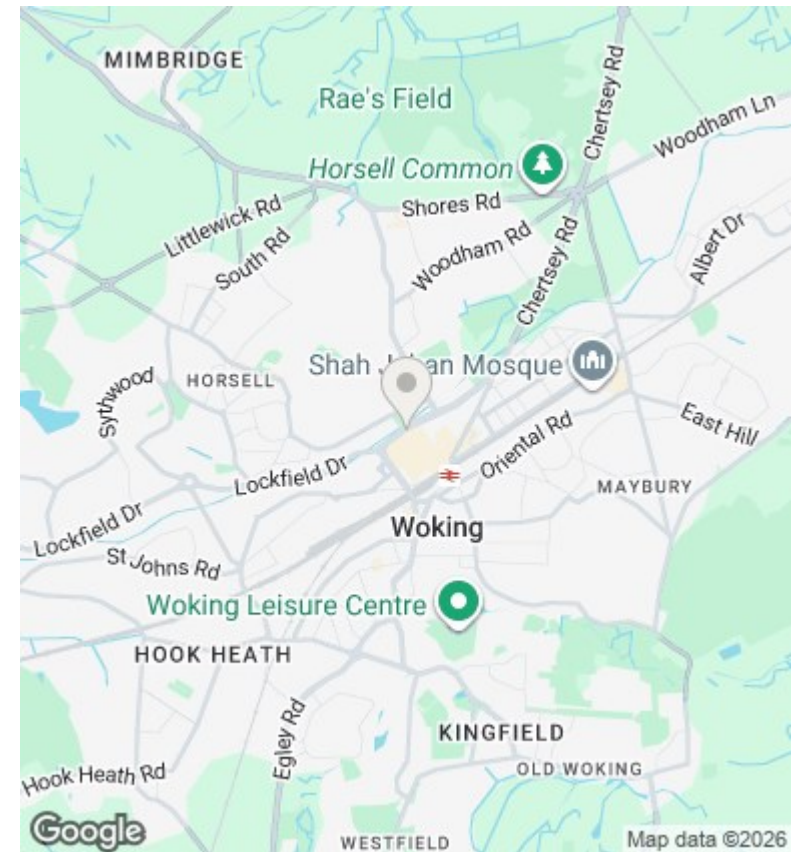 MIMBRIDGE
Rae's Field
Chertsey Rd
Woodham Ln
Horsell Common
Shores Rd
Littlewick Rd
South Rd
Woodham Rd
Chertsey Rd
Albert Dr
Shah J han Mosque
HORSELL
Sythwood
East Hill
Oriental Rd
Lockfield Dr
MAYBURY
Lockfield Dr
Woking
St Johns Rd
Woking Leisure Centre
HOOK HEATH
Egley Rd
KINGFIELD
OLD WOKING
Hook Heath Rd
Google
WESTFIELD
Map data ©2026